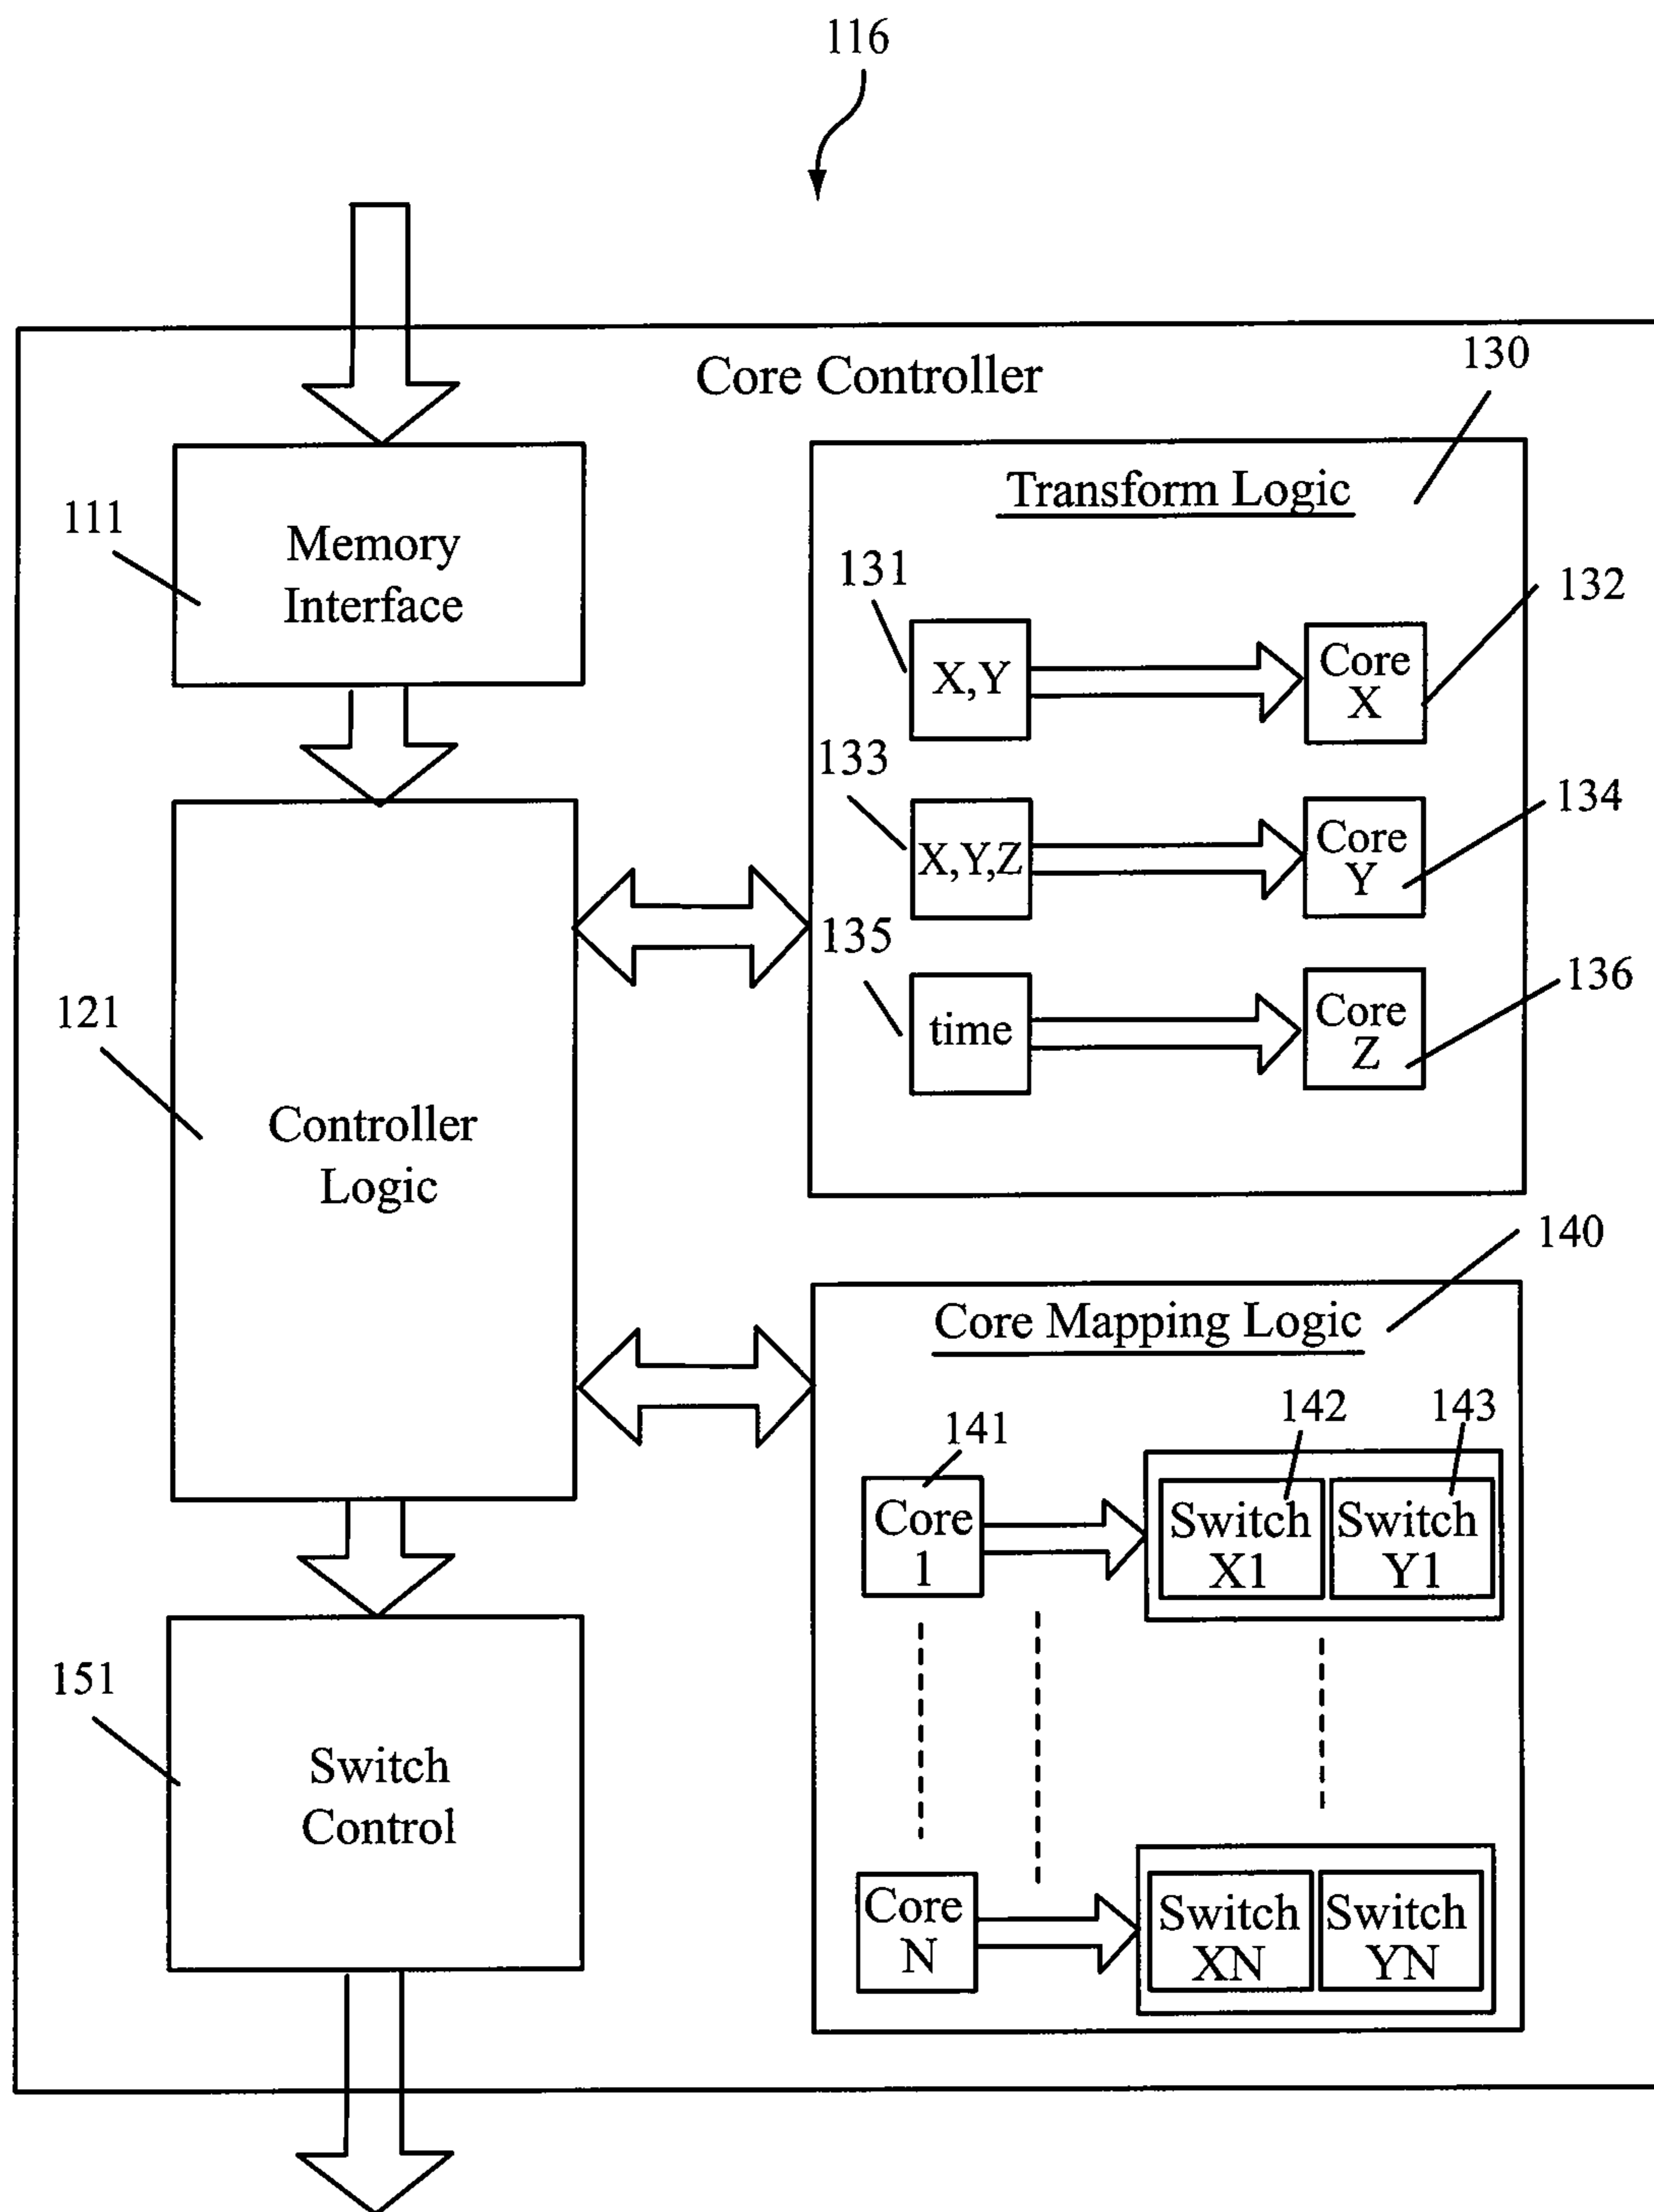 116
Core Controller
130
Transform Logic
111
Memory
Interface
131
X,Y
Core
X
132
133
X,Y,Z
Core
Y
134
135
time
Core
Z
136
121
Controller
Logic
140
Core Mapping Logic
141
142
143
Core
1
Switch
X1
Switch
Y1
151
Switch
Control
Core
N
Switch
XN
Switch
YN